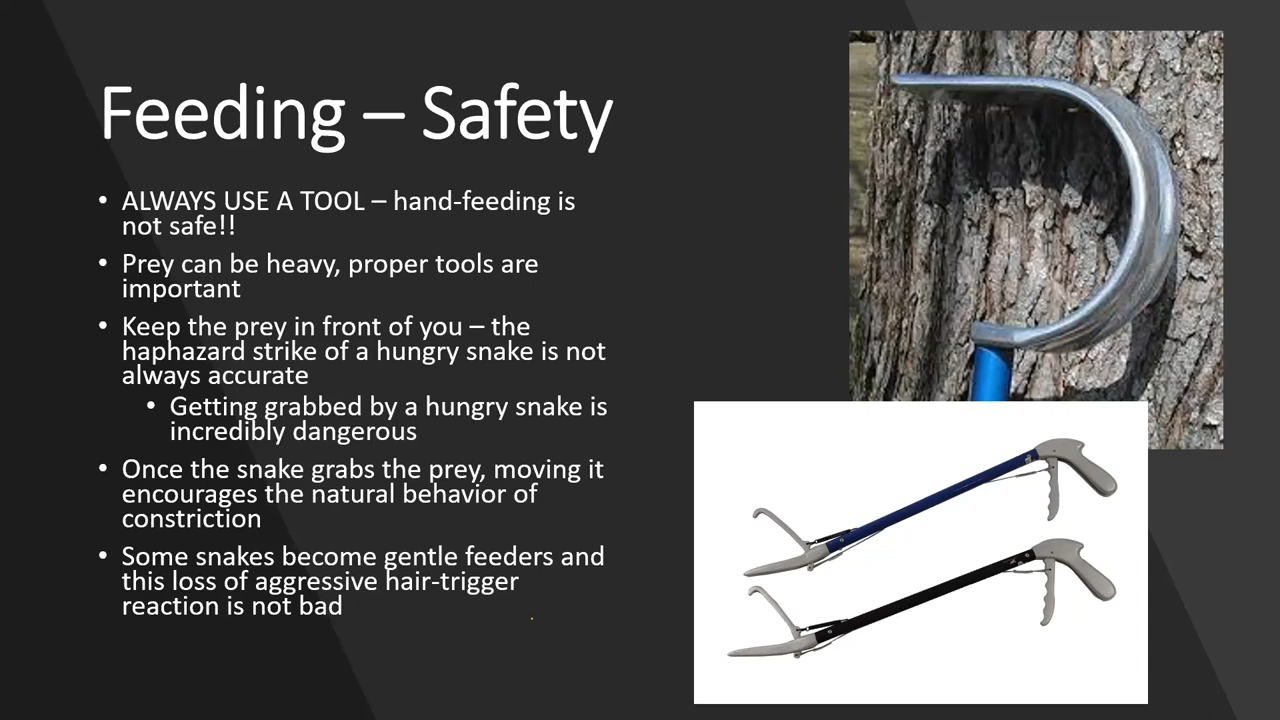 Feeding – Safety
• ALWAYS USE A TOOL – hand-feeding is
not safe!!
• Prey can be heavy, proper tools are
important
• Keep the prey in front of you – the
haphazard strike of a hungry snake is not
always accurate
• Getting grabbed by a hungry snake is
incredibly dangerous
• Once the snake grabs the prey, moving it
encourages the natural behavior of
constriction
• Some snakes become gentle feeders and
this loss of aggressive hair-trigger
reaction is not bad